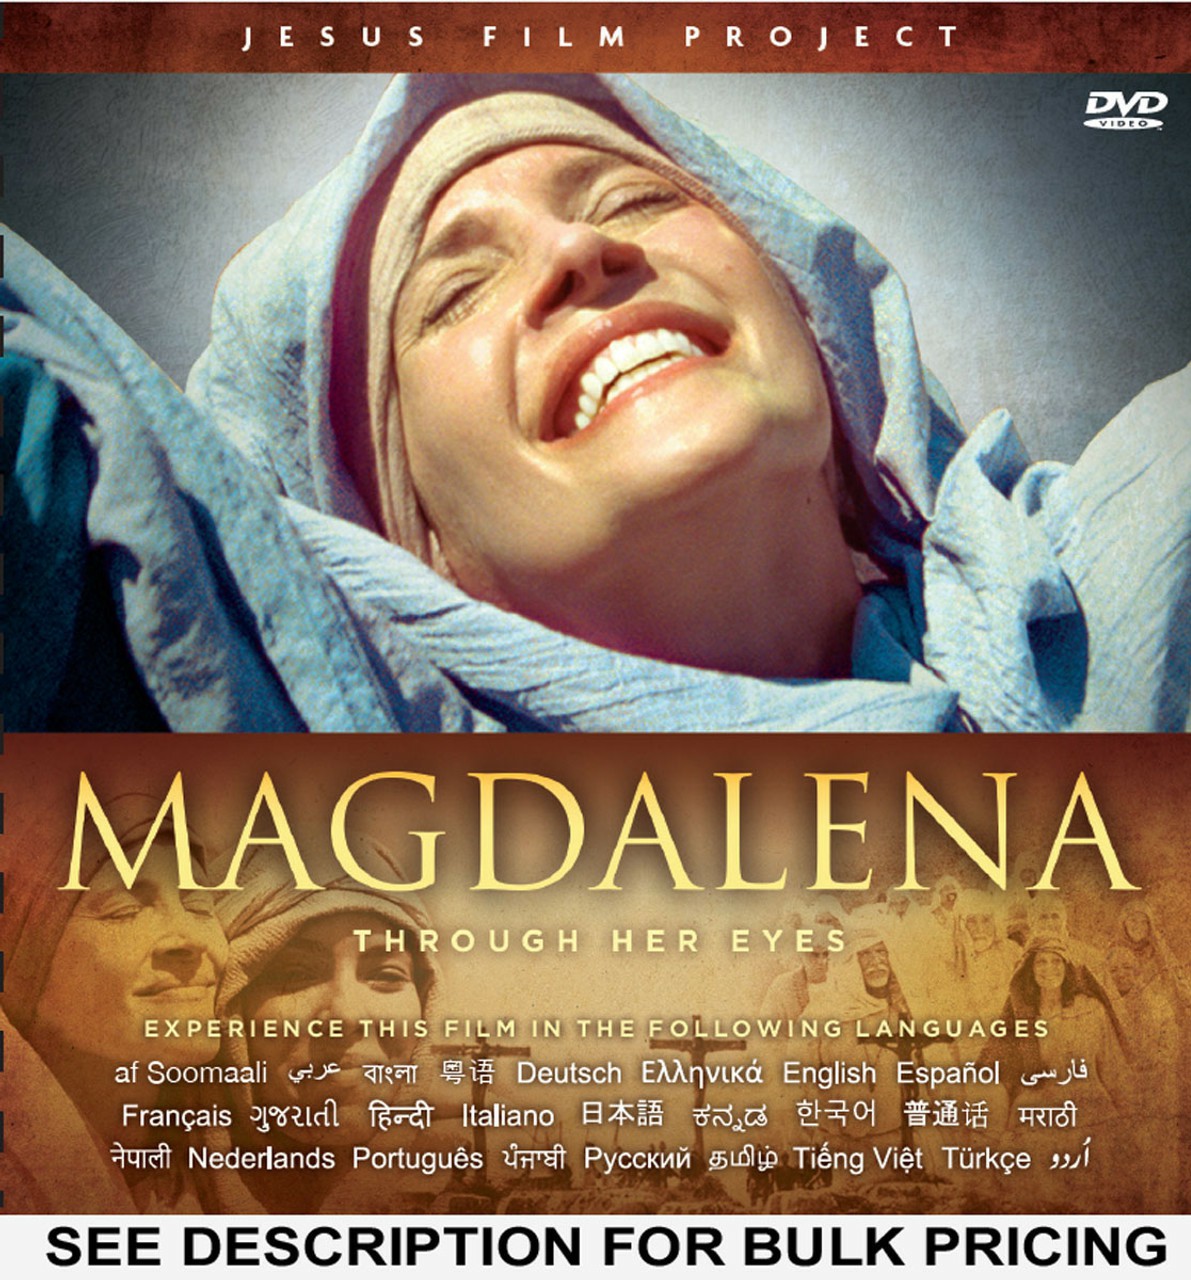 JESUS FILM PROJECT
DVD
VIDEO
MAGDALENA
THROUGH HER EYES
EXPERIENCE THIS FILM IN THE FOLLOWING LANGUAGES
af Soomaali عربي বাংলা 粤语 Deutsch Ελληνικά English Español فارسی
Français ગુજરાતી हिन्दी Italiano 日本語 ಕನ್ನಡ 한국어 普通话 मराठी
नेपाली Nederlands Português ਪੰਜਾਬੀ Русский தமிழ் Tiếng Việt Türkçe اُردو
SEE DESCRIPTION FOR BULK PRICING